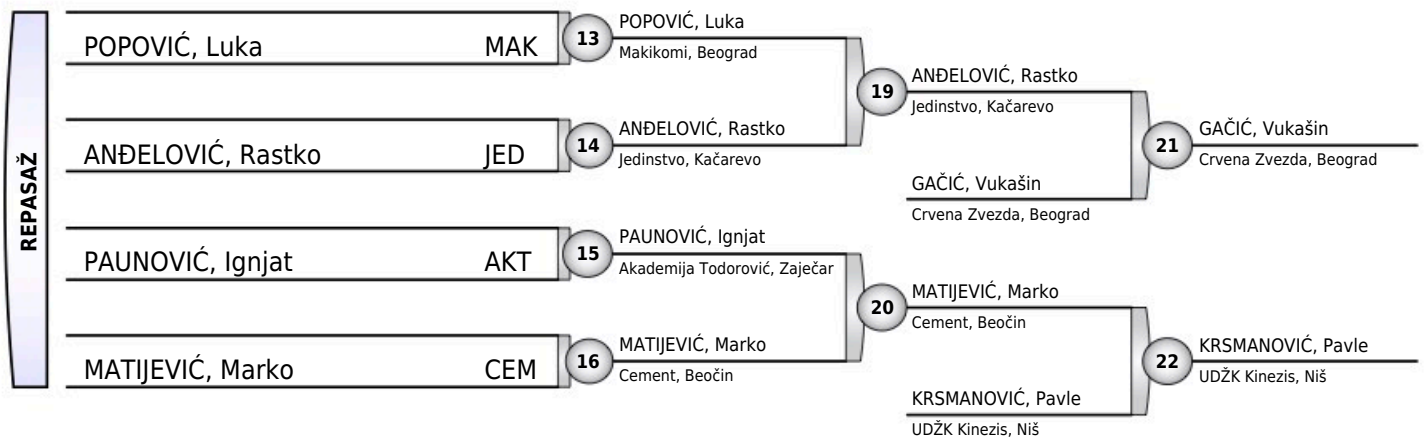 REPASAŽ
POPOVIĆ, Luka MAK
13
POPOVIĆ, Luka
Makikomi, Beograd
ANĐELOVIĆ, Rastko JED
14
ANĐELOVIĆ, Rastko
Jedinstvo, Kačarevo
19
ANĐELOVIĆ, Rastko
Jedinstvo, Kačarevo
GAČIĆ, Vukašin
Crvena Zvezda, Beograd
21
GAČIĆ, Vukašin
Crvena Zvezda, Beograd
PAUNOVIĆ, Ignjat AKT
15
PAUNOVIĆ, Ignjat
Akademija Todorović, Zaječar
MATIJEVIĆ, Marko CEM
16
MATIJEVIĆ, Marko
Cement, Beočin
20
MATIJEVIĆ, Marko
Cement, Beočin
KRSMANOVIĆ, Pavle
UDŽK Kinezis, Niš
22
KRSMANOVIĆ, Pavle
UDŽK Kinezis, Niš